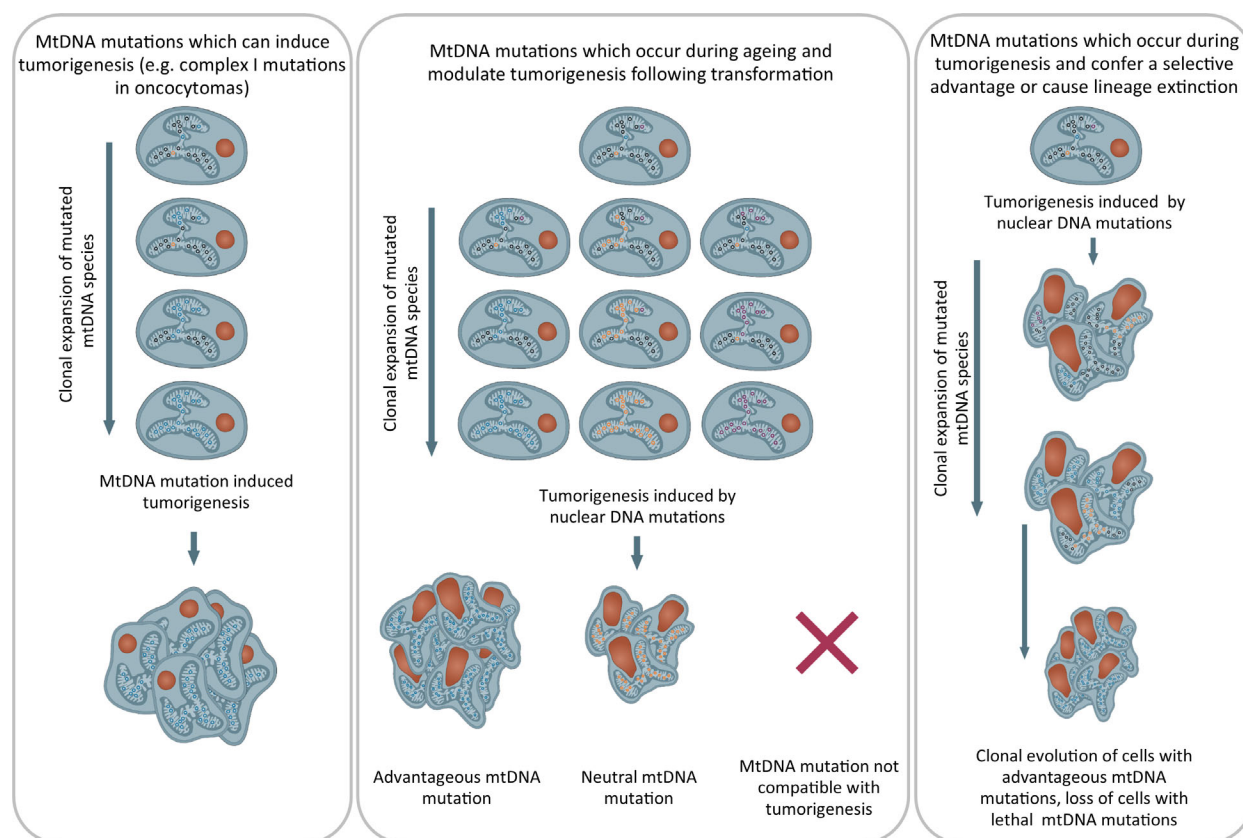 MtDNA mutations which can induce
tumorigenesis (e.g. complex I mutations
in oncocytomas)
Clonal expansion of mutated
mtDNA species
MtDNA mutation induced
tumorigenesis
MtDNA mutations which occur during ageing and
modulate tumorigenesis following transformation
Clonal expansion of mutated
mtDNA species
Tumorigenesis induced by
nuclear DNA mutations
Advantageous mtDNA
mutation
Neutral mtDNA
mutation
MtDNA mutation not
compatible with
tumorigenesis
MtDNA mutations which occur during
tumorigenesis and confer a selective
advantage or cause lineage extinction
Tumorigenesis induced by
nuclear DNA mutations
Clonal expansion of mutated
mtDNA species
Clonal evolution of cells with
advantageous mtDNA
mutations, loss of cells with
lethal mtDNA mutations